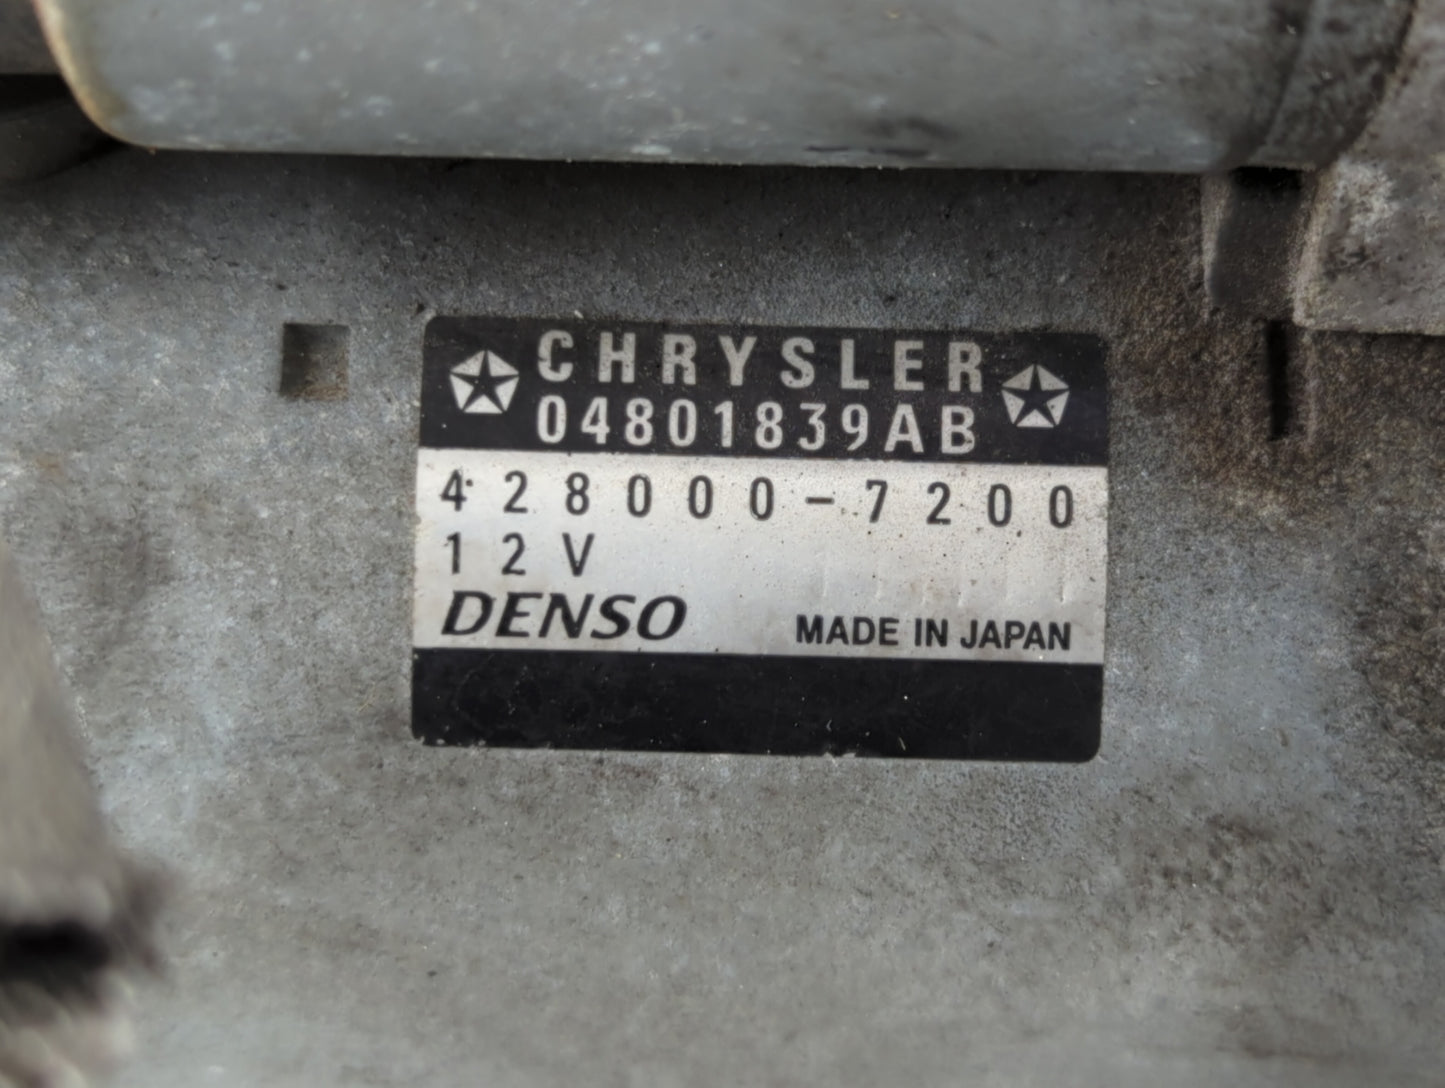 CHRYSLER
04801839AB
428000-7200
12V
DENSO MADE IN JAPAN